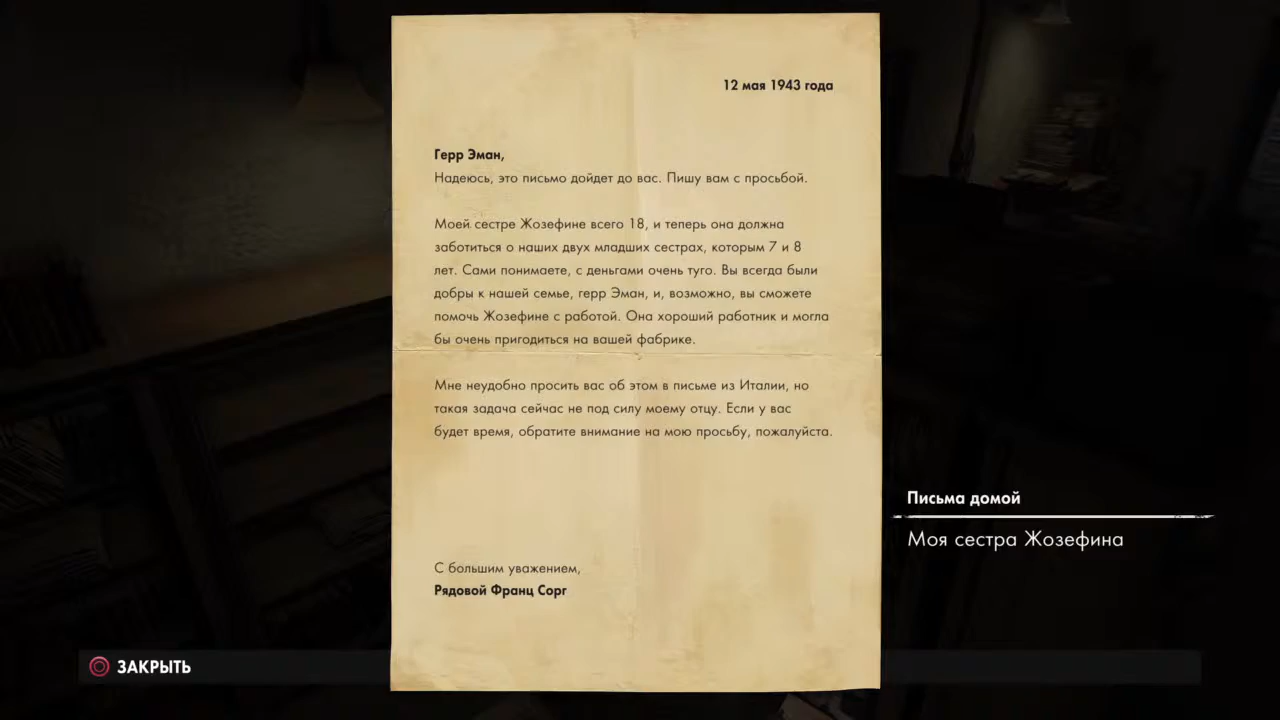 12 мая 1943 года
Герр Эман,
Надеюсь, это письмо дойдет до вас. Пишу вам с просьбой.
Моей сестре Жозефине всего 18, и теперь она должна
заботиться о наших двух младших сестрах, которым 7 и 8
лет. Сами понимаете, с деньгами очень туго. Вы всегда были
добры к нашей семье, герр Эман, и, возможно, вы сможете
помочь Жозефине с работой. Она хороший работник и могла
бы очень пригодиться на вашей фабрике.
Мне неудобно просить вас об этом в письме из Италии, но
такая задача сейчас не под силу моему отцу. Если у вас
будет время, обратите внимание на мою просьбу, пожалуйста.
С большим уважением,
Рядовой Франц Сорг
Письма домой
Моя сестра Жозефина
ЗАКРЫТЬ